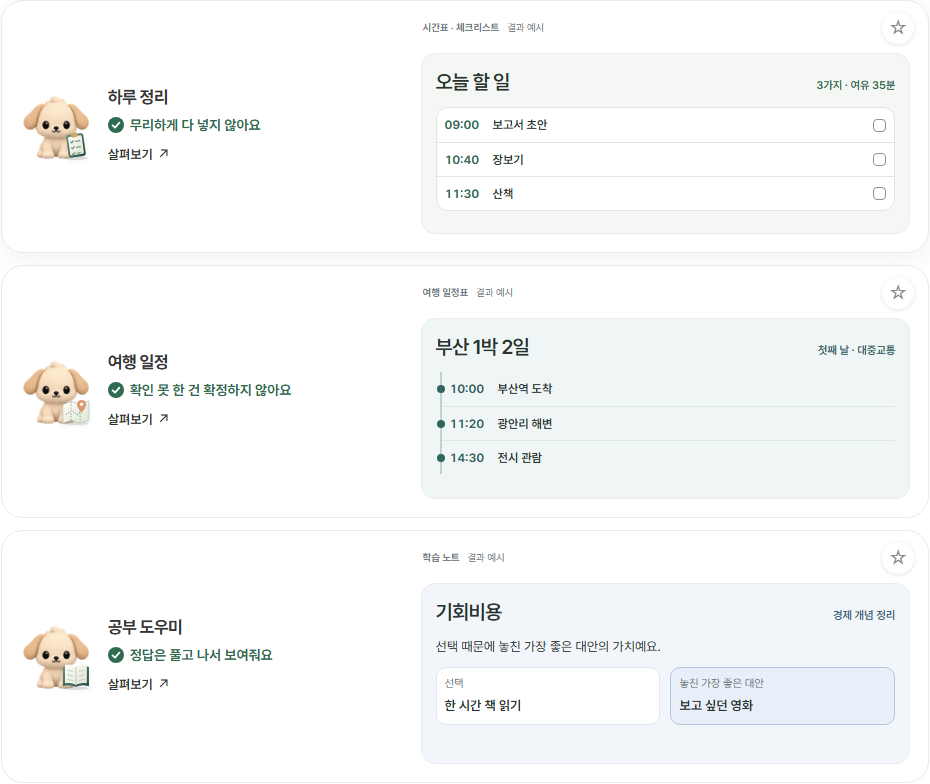 시간표 · 체크리스트 결과 예시
하루 정리
무리하게 다 넣지 않아요
살펴보기
오늘 할 일
3가지 · 여유 35분
09:00 보고서 초안
10:40 장보기
11:30 산책
여행 일정표 결과 예시
여행 일정
확인 못 한 건 확정하지 않아요
살펴보기
부산 1박 2일
첫째 날 · 대중교통
10:00 부산역 도착
11:20 광안리 해변
14:30 전시 관람
학습 노트 결과 예시
공부 도우미
정답은 풀고 나서 보여줘요
살펴보기
기회비용
경제 개념 정리
선택 때문에 놓친 가장 좋은 대안의 가치예요.
선택
한 시간 책 읽기
놓친 가장 좋은 대안
보고 싶던 영화